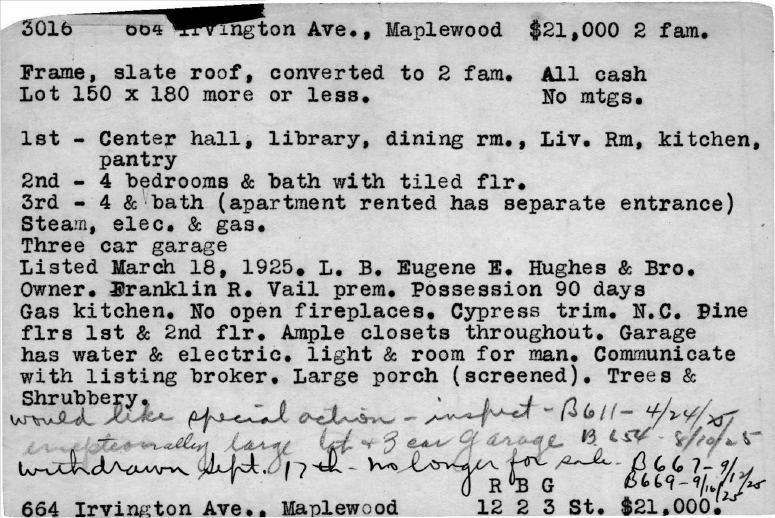 3016 664 Irvington Ave., Maplewood $21,000 2 fam.
Frame, slate roof, converted to 2 fam. All cash
Lot 150 x 180 more or less. No mtgs.
1st - Center hall, library, dining rm., Liv. Rm, kitchen,
pantry
2nd - 4 bedrooms & bath with tiled flr.
3rd - 4 & bath (apartment rented has separate entrance)
Steam, elec. & gas.
Three car garage
Listed March 18, 1925. L. B. Eugene E. Hughes & Bro.
Owner. Franklin R. Vail prem. Possession 90 days
Gas kitchen. No open fireplaces. Cypress trim. N.C. Pine
flrs 1st & 2nd flr. Ample closets throughout. Garage
has water & electric. light & room for man. Communicate
with listing broker. Large porch (screened). Trees &
Shrubbery.
would like special action - inspect - B611 - 4/24/25
exceptionally large lot & 3 car garage B 654 - 8/10/25
withdrawn Sept. 17th - no longer for sale - B667 - 9/12/25
B669 - 9/16/25
R B G
664 Irvington Ave., Maplewood 12 2 3 St. $21,000.